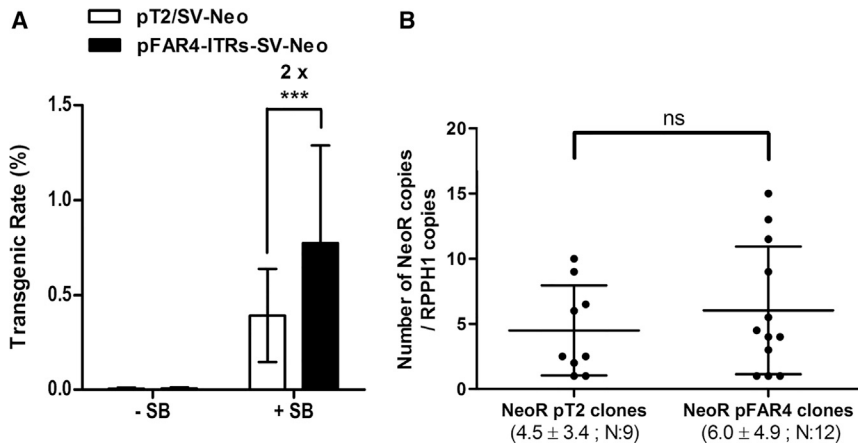 A
pT2/SV-Neo
pFAR4-ITRs-SV-Neo
2 x
***
Transgenic Rate (%)
1.5
1.0
0.5
0.0
- SB
+ SB
B
ns
Number of NeoR copies
/ RPPH1 copies
20
15
10
5
0
NeoR pT2 clones
(4.5 ± 3.4 ; N:9)
NeoR pFAR4 clones
(6.0 ± 4.9 ; N:12)